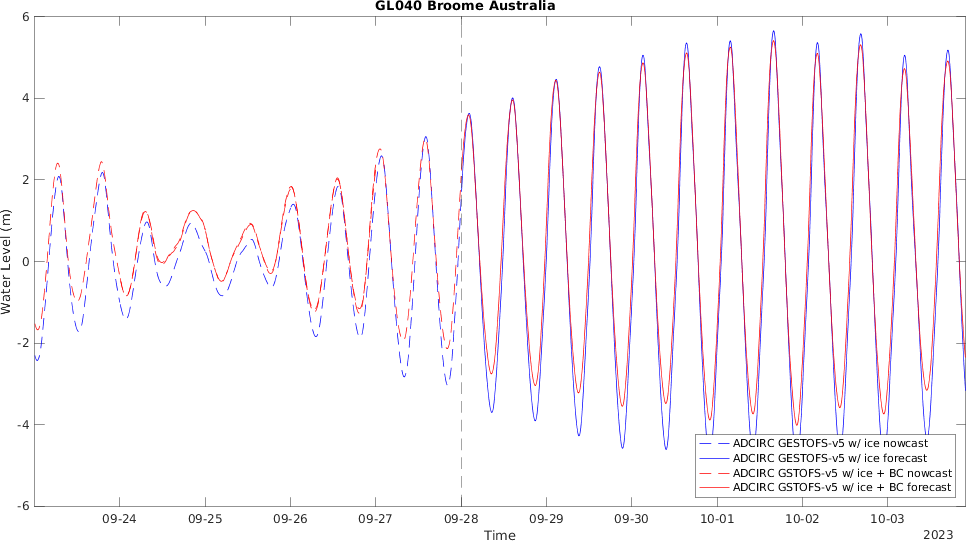 GL040 Broome Australia
6
4
2
0
-2
-4
-6
Water Level (m)
ADCIRC GESTOFS-v5 w/ ice nowcast
ADCIRC GESTOFS-v5 w/ ice forecast
ADCIRC GSTOFS-v5 w/ ice + BC nowcast
ADCIRC GSTOFS-v5 w/ ice + BC forecast
09-24 09-25 09-26 09-27 09-28 09-29 09-30 10-01 10-02 10-03
Time
2023